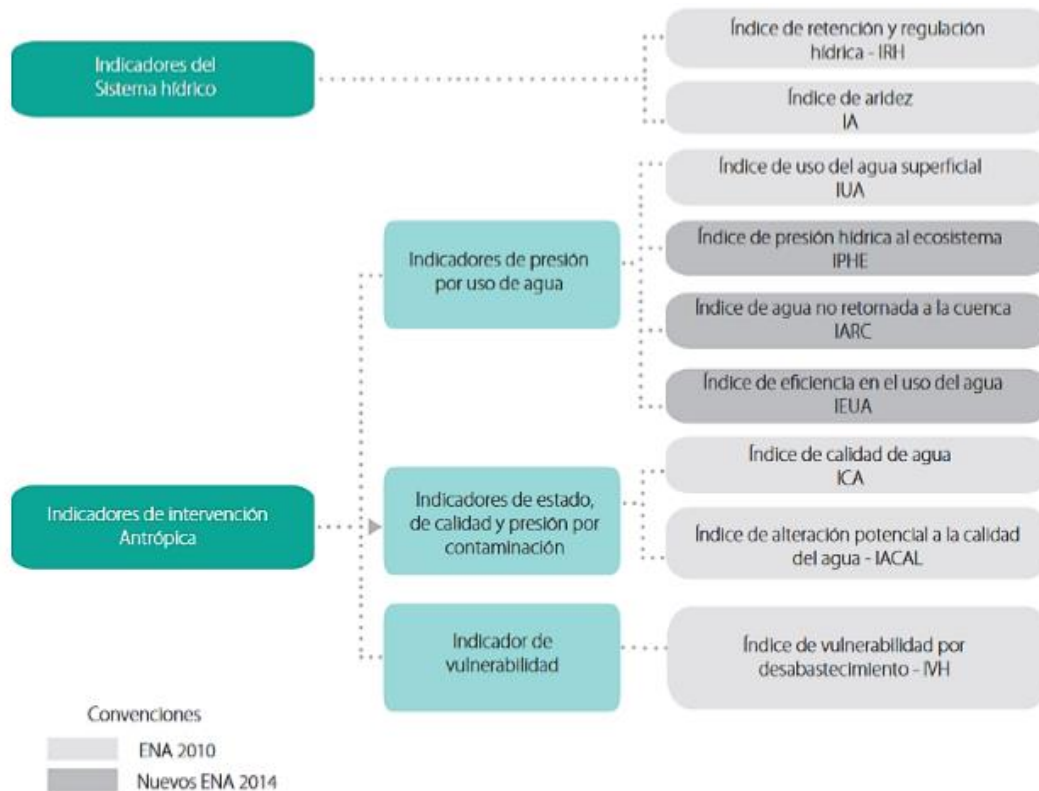 Indicadores del
Sistema hídrico
Índice de retención y regulación
hídrica - IRH
Índice de aridez
IA
Indicadores de intervención
Antrópica
Indicadores de presión
por uso de agua
Índice de uso del agua superficial
IUA
Índice de presión hídrica al ecosistema
IPHE
Índice de agua no retornada a la cuenca
IARC
Índice de eficiencia en el uso del agua
IEUA
Indicadores de estado,
de calidad y presión por
contaminación
Índice de calidad de agua
ICA
Índice de alteración potencial a la calidad
del agua - IACAL
Indicador de
vulnerabilidad
Índice de vulnerabilidad por
desabastecimiento - IVH
Convenciones
ENA 2010
Nuevos ENA 2014